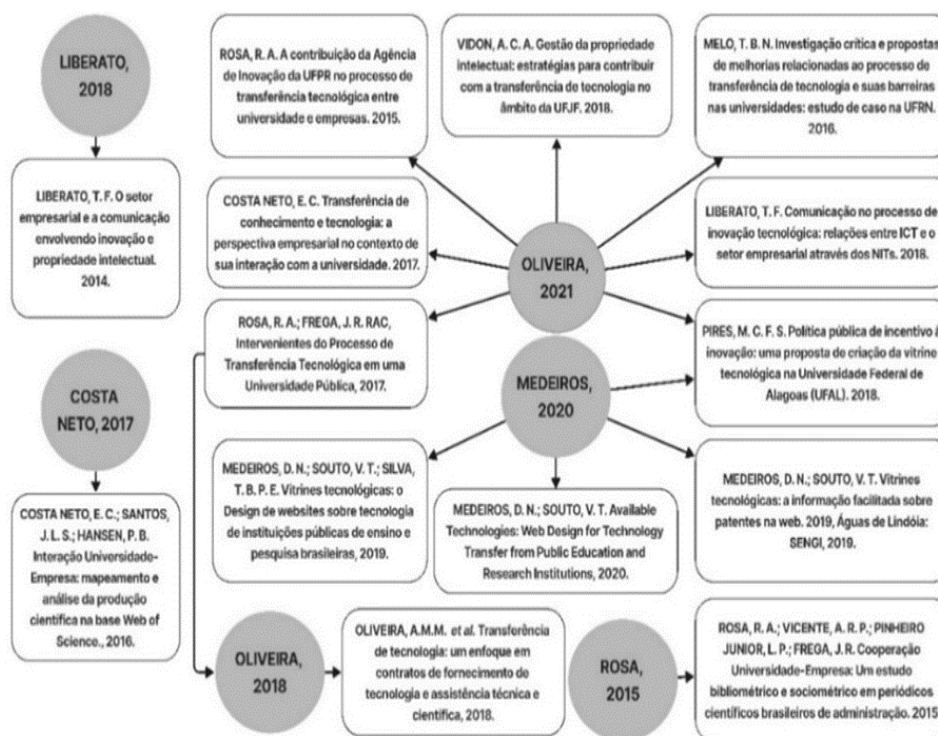 LIBERATO,
2018
ROSA, R. A. A contribuição da Agência
de Inovação da UFPR no processo de
transferência tecnológica entre
universidade e empresas. 2015.
VIDON, A. C. A. Gestão da propriedade
intelectual: estratégias para contribuir
com a transferência de tecnologia no
âmbito da UFJF. 2018.
MELO, T. B. N. Investigação crítica e propostas
de melhorias relacionadas ao processo de
transferência de tecnologia e suas barreiras
nas universidades: estudo de caso na UFRN.
2016.
LIBERATO, T. F. O setor
empresarial e a comunicação
envolvendo inovação e
propriedade intelectual.
2014.
COSTA NETO, E. C. Transferência de
conhecimento e tecnologia: a
perspectiva empresarial no contexto de
sua interação com a universidade. 2017.
OLIVEIRA,
2021
LIBERATO, T. F. Comunicação no processo de
inovação tecnológica: relações entre ICT e o
setor empresarial através dos NITs. 2018.
ROSA, R. A.; FREGA, J. R. RAC,
Intervenientes do Processo de
Transferência Tecnológica em uma
Universidade Pública, 2017.
PIRES, M. C. F. S. Política pública de incentivo à
inovação: uma proposta de criação da vitrine
tecnológica na Universidade Federal de
Alagoas (UFAL). 2018.
COSTA
NETO, 2017
MEDEIROS,
2020
MEDEIROS, D. N.; SOUTO, V. T.; SILVA,
T. B. P. E. Vitrines tecnológicas: o
Design de websites sobre tecnologia
de instituições públicas de ensino e
pesquisa brasileiras, 2019.
MEDEIROS, D. N.; SOUTO, V. T. Available
Technologies: Web Design for Technology
Transfer from Public Education and
Research Institutions, 2020.
MEDEIROS, D. N.; SOUTO, V. T. Vitrines
tecnológicas: a informação facilitada sobre
patentes na web. 2019, Águas de Lindóia:
SENGI, 2019.
COSTA NETO, E. C.; SANTOS,
J. L. S.; HANSEN, P. B.
Interação Universidade-
Empresa: mapeamento e
análise da produção
científica na base Web of
Science., 2016.
OLIVEIRA,
2018
OLIVEIRA, A.M.M. et al. Transferência
de tecnologia: um enfoque em
contratos de fornecimento de
tecnologia e assistência técnica e
científica, 2018.
ROSA,
2015
ROSA, R. A.; VICENTE, A. R. P.; PINHEIRO
JUNIOR, L. P.; FREGA, J. R. Cooperação
Universidade-Empresa: Um estudo
bibliométrico e sociométrico em periódicos
científicos brasileiros de administração. 2015